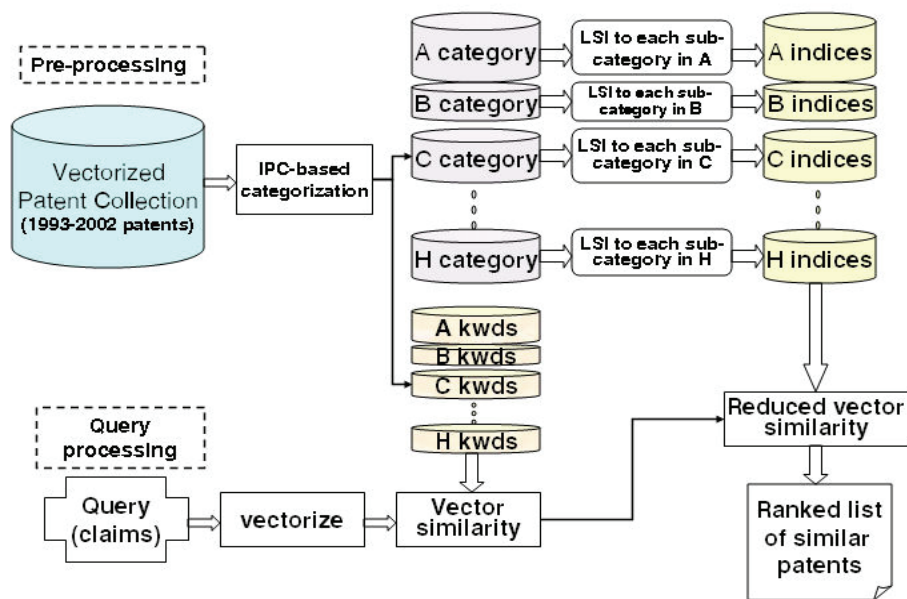 Pre-processing
Vectorized
Patent Collection
(1993-2002 patents)
IPC-based
categorization
A category
LSI to each sub-
category in A
A indices
B category
LSI to each sub-
category in B
B indices
C category
LSI to each sub-
category in C
C indices
H category
LSI to each sub-
category in H
H indices
A kwds
B kwds
C kwds
H kwds
Query
processing
Query
(claims)
vectorize
Vector
similarity
Reduced vector
similarity
Ranked list
of similar
patents